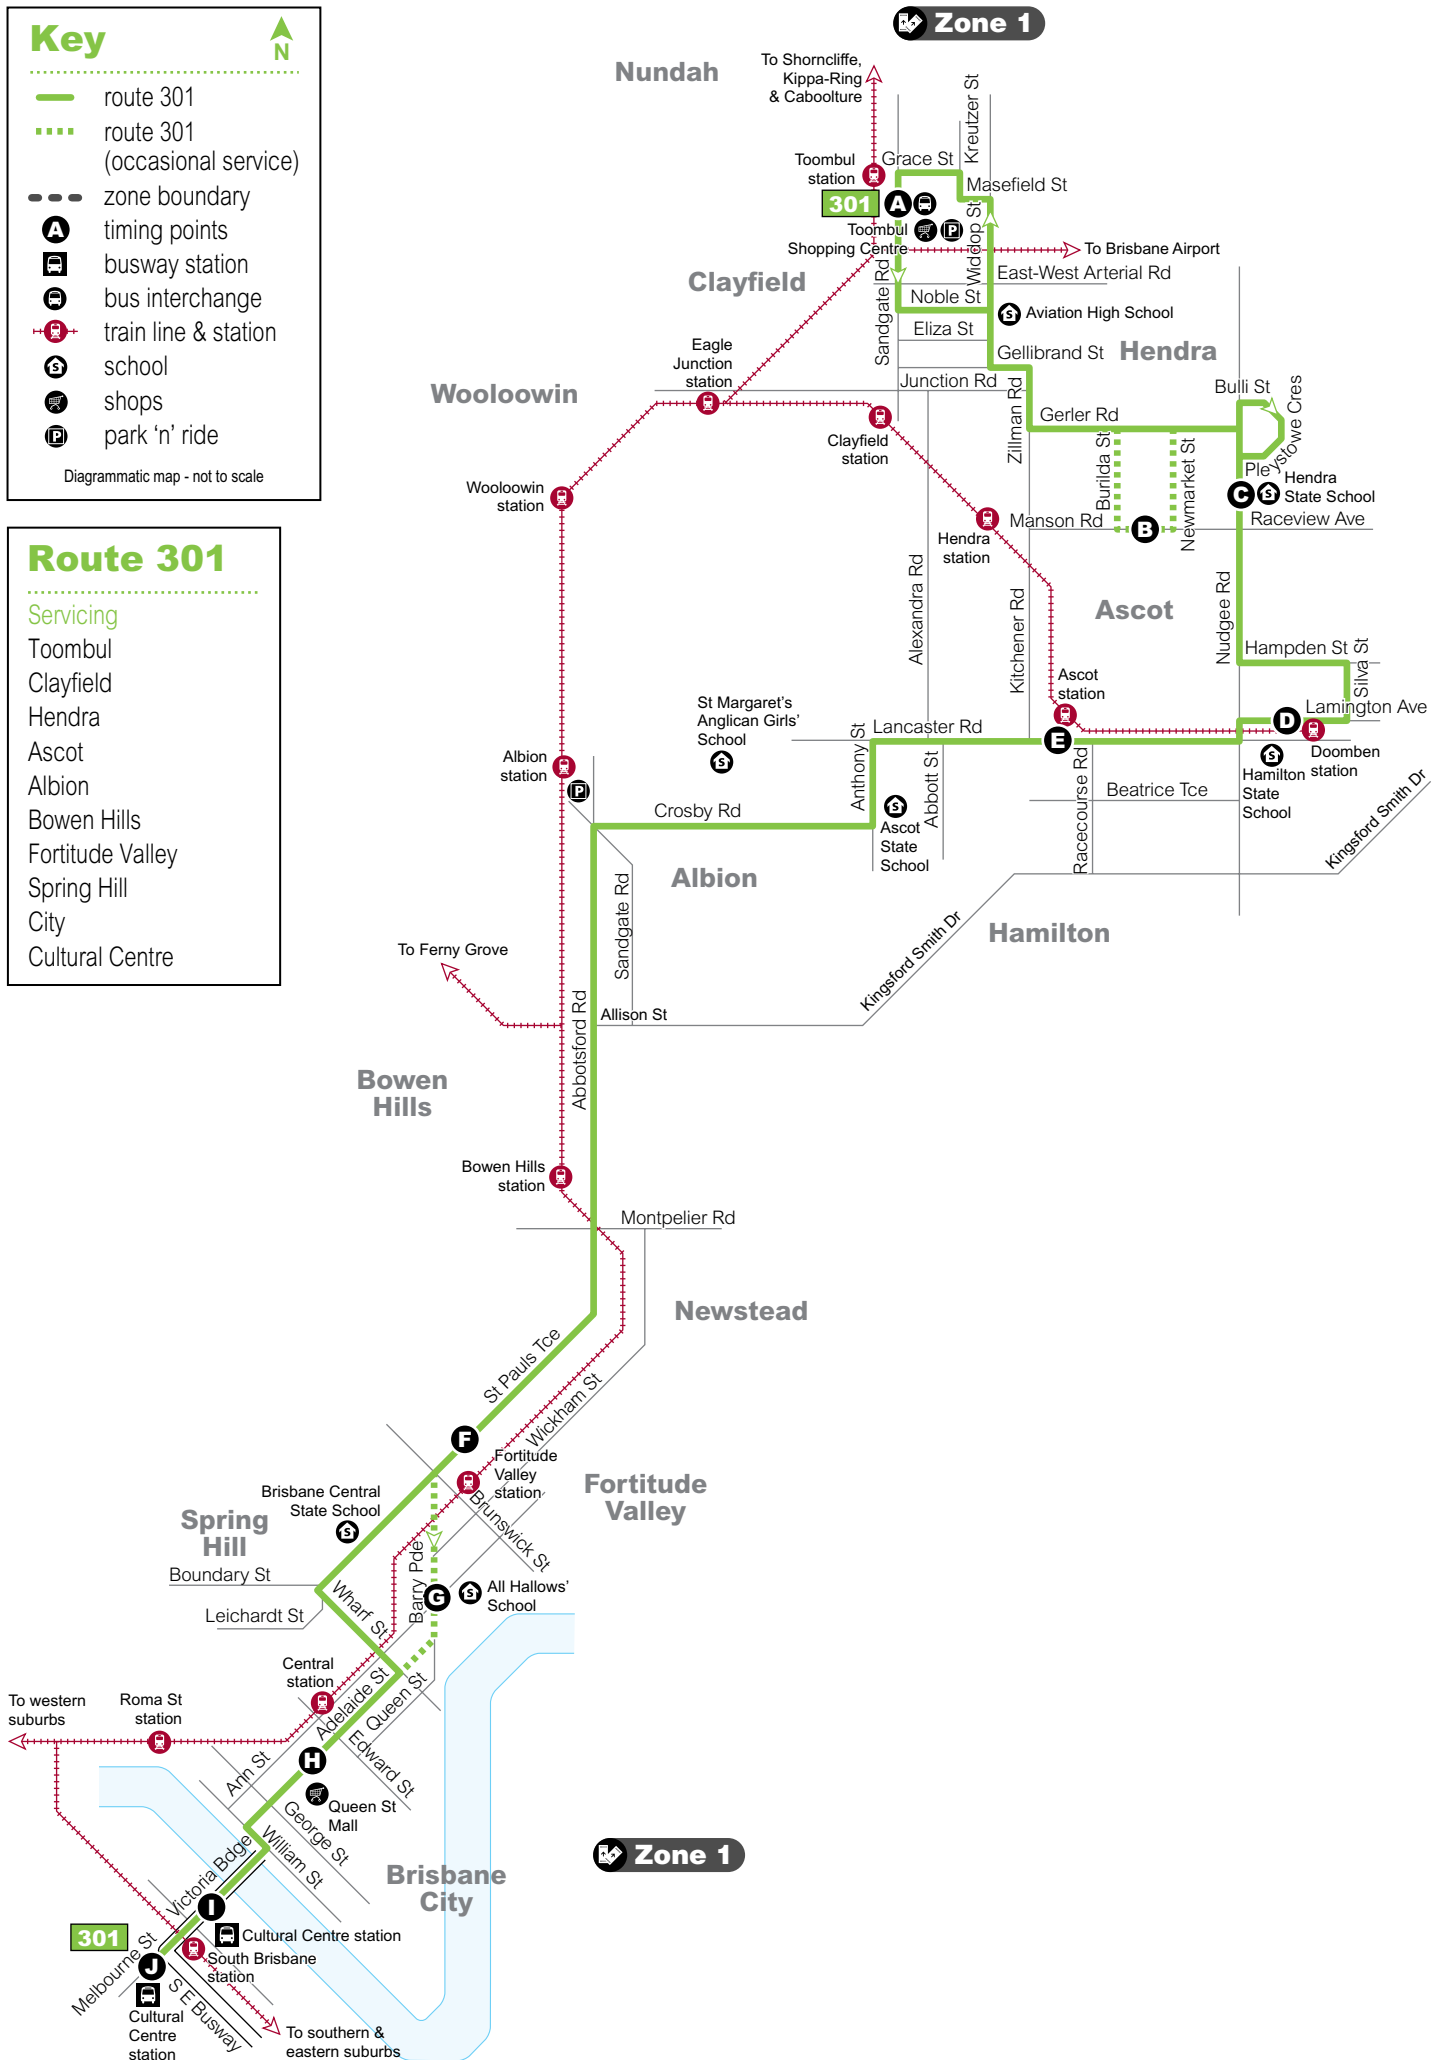 Key
N
route 301
route 301
(occasional service)
zone boundary
A
timing points
busway station
bus interchange
train line & station
S
school
shops
P
park ‘n’ ride
Diagrammatic map - not to scale
Route 301
Servicing
Toombul
Clayfield
Hendra
Ascot
Albion
Bowen Hills
Fortitude Valley
Spring Hill
City
Cultural Centre
Zone 1
Nundah
To Shorncliffe,
Kippa-Ring
& Caboolture
Kreutzer St
Toombul
station
Grace St
Masefield St
301
A
Toombul
Shopping Centre
P
Widdop St
To Brisbane Airport
Clayfield
Sandgate Rd
East-West Arterial Rd
Noble St
S
Aviation High School
Eliza St
Eagle
Junction
station
Gellibrand St
Hendra
Wooloowin
Junction Rd
Zillman Rd
Bulli St
Pleystowe Cres
Gerler Rd
Clayfield
station
Burilda St
Newmarket St
Wooloowin
station
C
S
Hendra
State School
Manson Rd
B
Raceview Ave
Hendra
station
Alexandra Rd
Kitchener Rd
Ascot
Nudgee Rd
Hampden St
Silva St
Ascot
station
St Margaret’s
Anglican Girls’
School
S
Lancaster Rd
E
D
Lamington Ave
Doomben
station
Albion
station
P
Anthony St
Abbott St
Racecourse Rd
S
Hamilton
State
School
Beatrice Tce
Crosby Rd
S
Ascot
State
School
Kingsford Smith Dr
Albion
Sandgate Rd
Hamilton
Kingsford Smith Dr
To Ferny Grove
Abbotsford Rd
Allison St
Bowen
Hills
Bowen Hills
station
Montpelier Rd
Newstead
St Pauls Tce
Wickham St
F
Fortitude
Valley
station
Fortitude
Valley
Brisbane Central
State School
S
Brunswick St
Spring
Hill
Boundary St
Barry Pde
Wharf St
G
S
All Hallows’
School
Leichardt St
Central
station
Adelaide St
Queen St
E
To western
suburbs
Roma St
station
Ann St
H
Edward St
Queen St
Mall
George St
William St
Zone 1
Victoria Bdge
Brisbane
City
I
301
Cultural Centre station
Melbourne St
South Brisbane
station
J
S E Busway
Cultural
Centre
station
To southern &
eastern suburbs